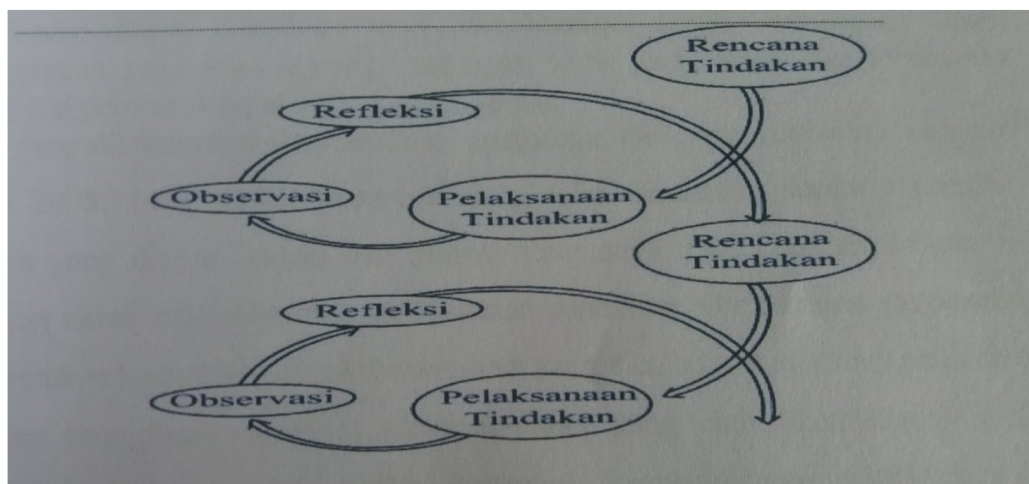 Rencana
Tindakan
Refleksi
Observasi
Pelaksanaan
Tindakan
Rencana
Tindakan
Refleksi
Observasi
Pelaksanaan
Tindakan